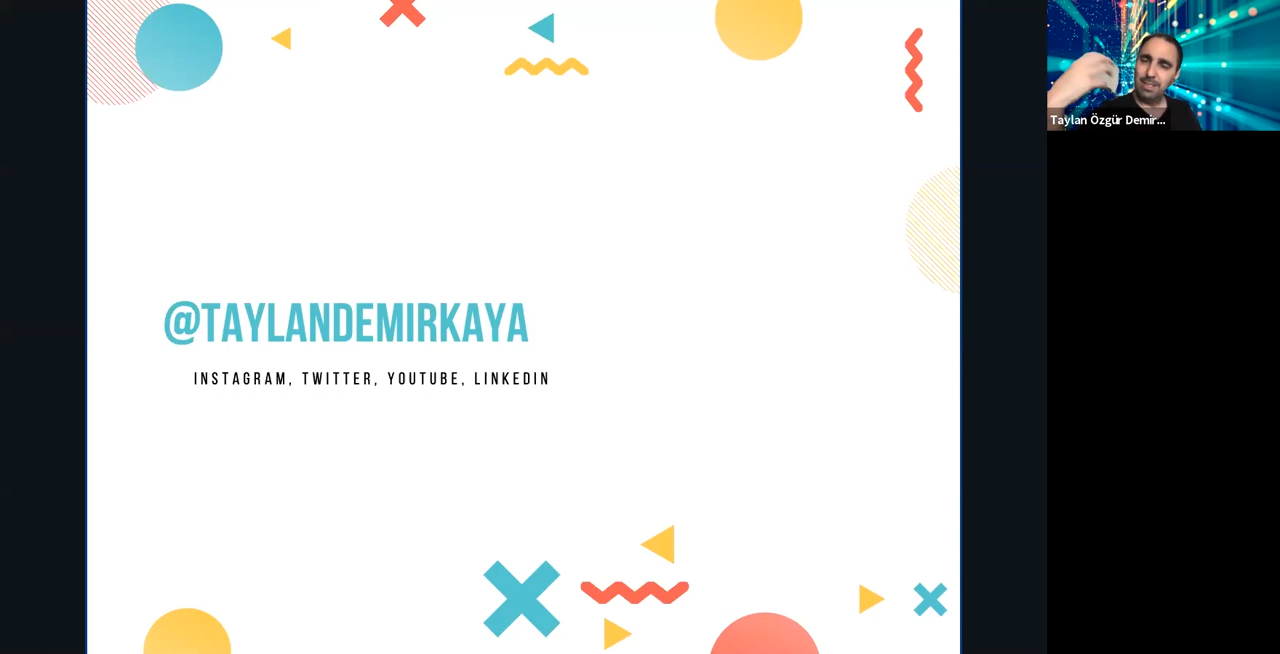 @TAYLANDEMIRKAYA
INSTAGRAM, TWITTER, YOUTUBE, LINKEDIN
Taylan Özgür Demir...